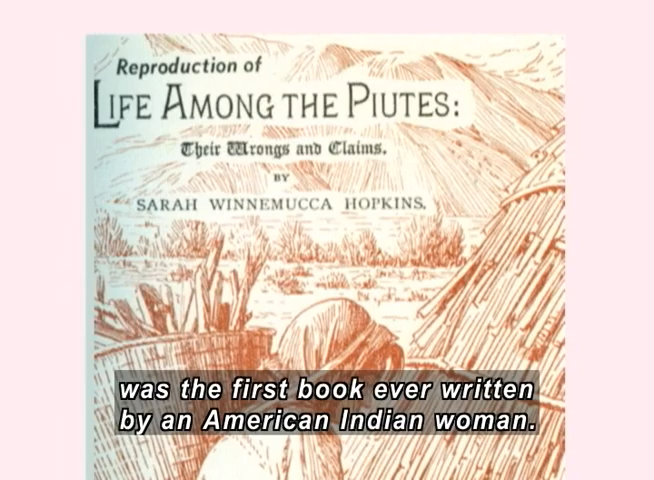 Reproduction of
LIFE AMONG THE PIUTES:
Their Wrongs and Claims.
BY
SARAH WINNEMUCCA HOPKINS.
was the first book ever written
by an American Indian woman.